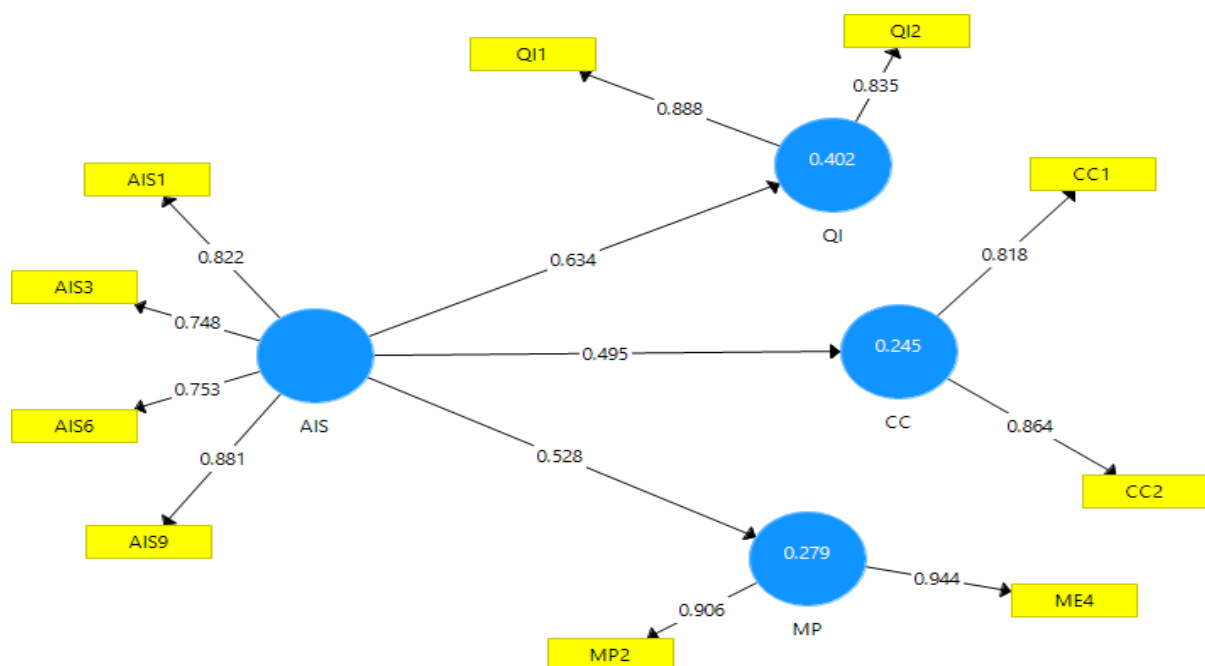 QI2
QI1
0.835
0.888
0.402
CC1
AIS1
QI
0.818
0.822
0.634
AIS3
0.748
0.495
0.245
0.753
AIS6
AIS
CC
0.864
0.881
0.528
CC2
AIS9
0.279
0.944
ME4
0.906
MP
MP2